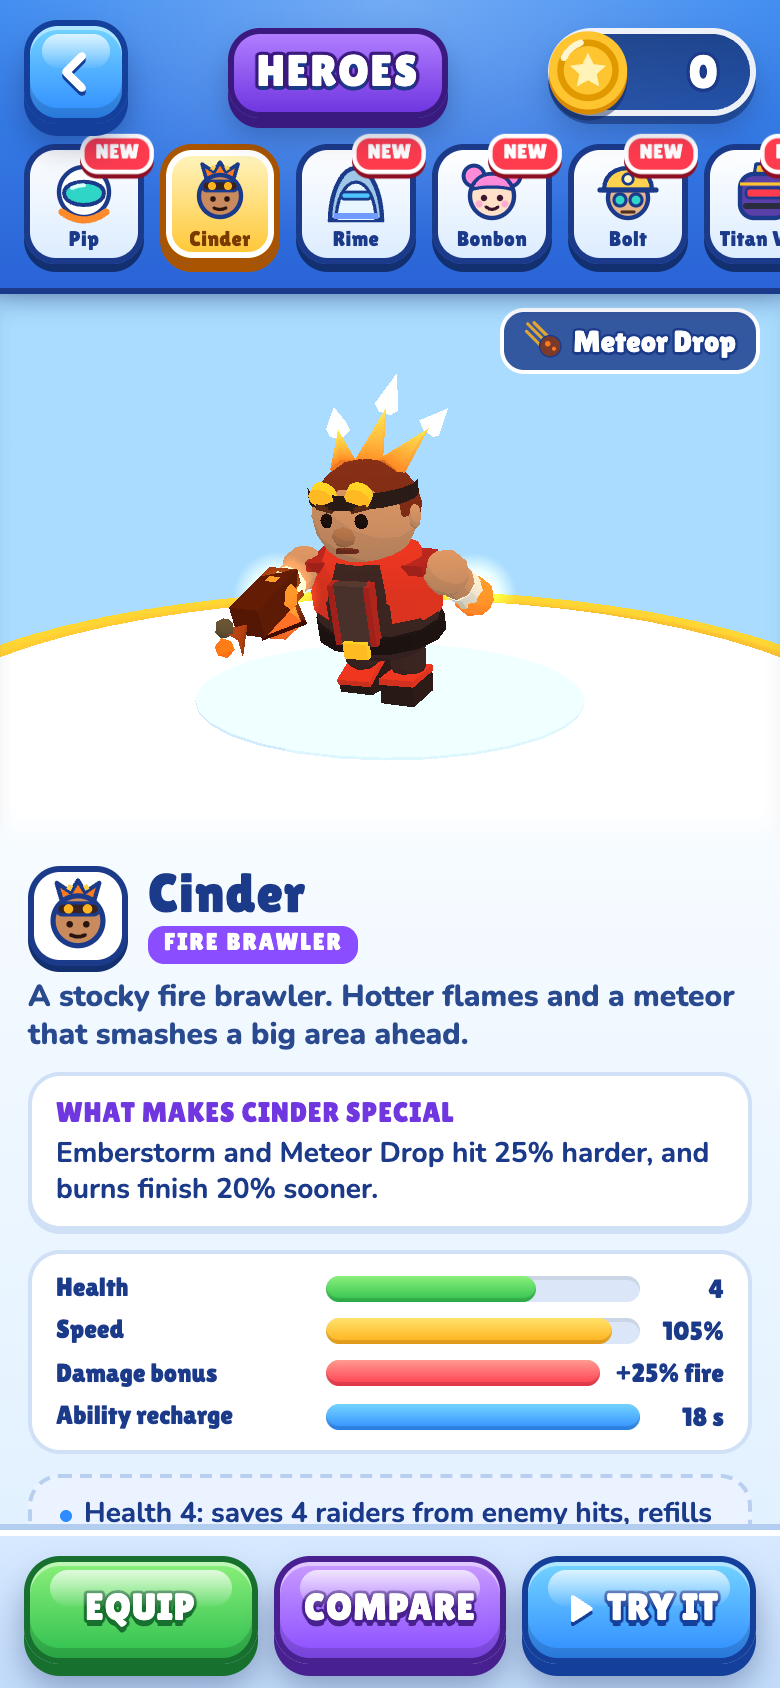 HEROES
0
NEW
NEW
NEW
NEW
Pip
Cinder
Rime
Bonbon
Bolt
Titan
Meteor Drop
Cinder
FIRE BRAWLER
A stocky fire brawler. Hotter flames and a meteor
that smashes a big area ahead.
WHAT MAKES CINDER SPECIAL
Emberstorm and Meteor Drop hit 25% harder, and
burns finish 20% sooner.
Health 4
Speed 105%
Damage bonus +25% fire
Ability recharge 18 s
Health 4: saves 4 raiders from enemy hits, refills
EQUIP
COMPARE
TRY IT